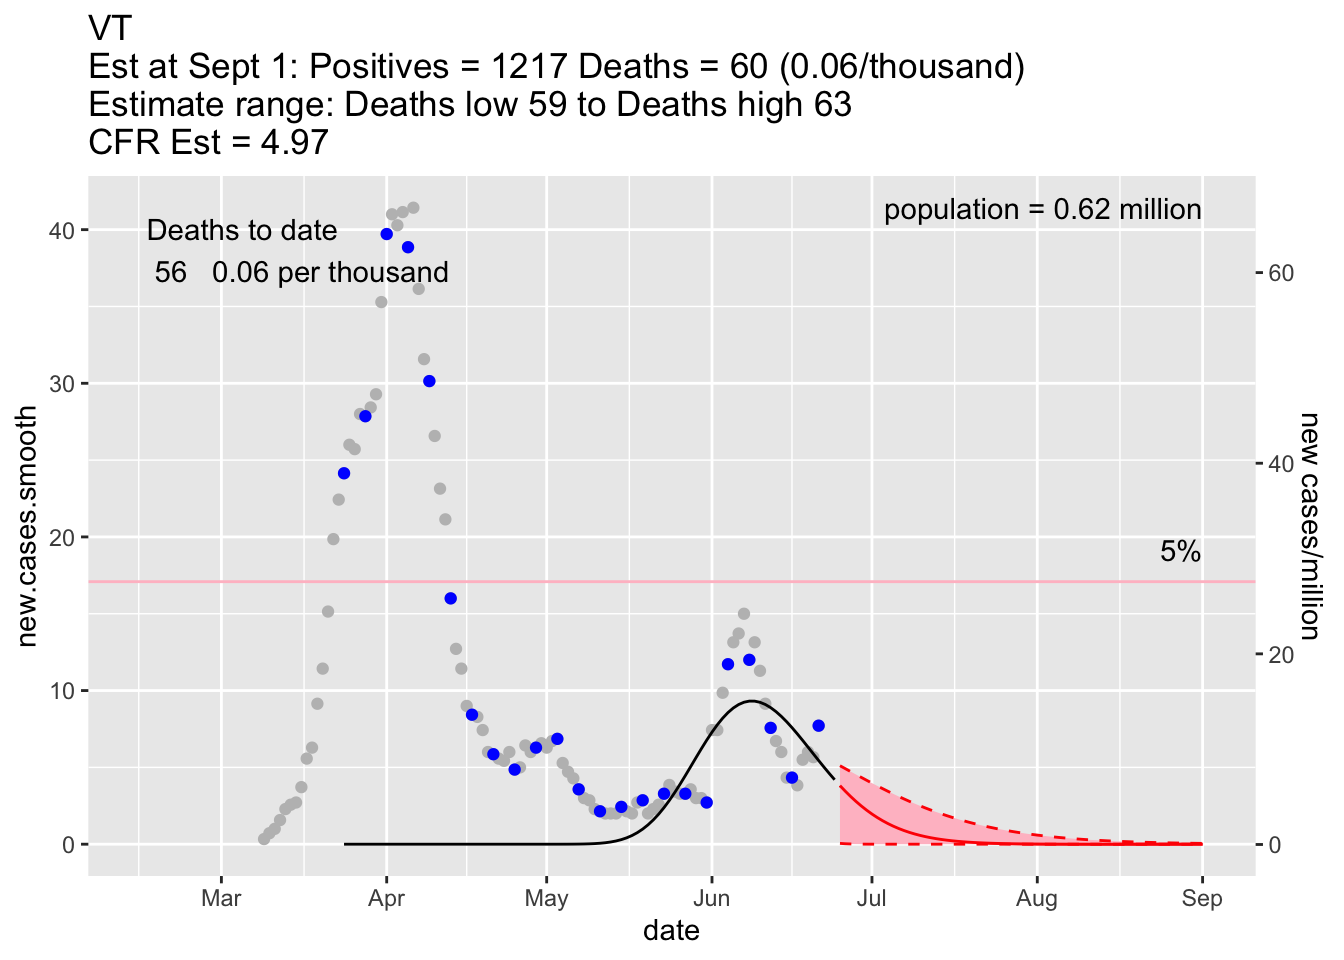 VT
Est at Sept 1: Positives = 1217 Deaths = 60 (0.06/thousand)
Estimate range: Deaths low 59 to Deaths high 63
CFR Est = 4.97
population = 0.62 million
Deaths to date
56 0.06 per thousand
5%
new.cases.smooth
40
30
20
10
0
60
40
20
0
new cases/million
Mar Apr May Jun Jul Aug Sep
date